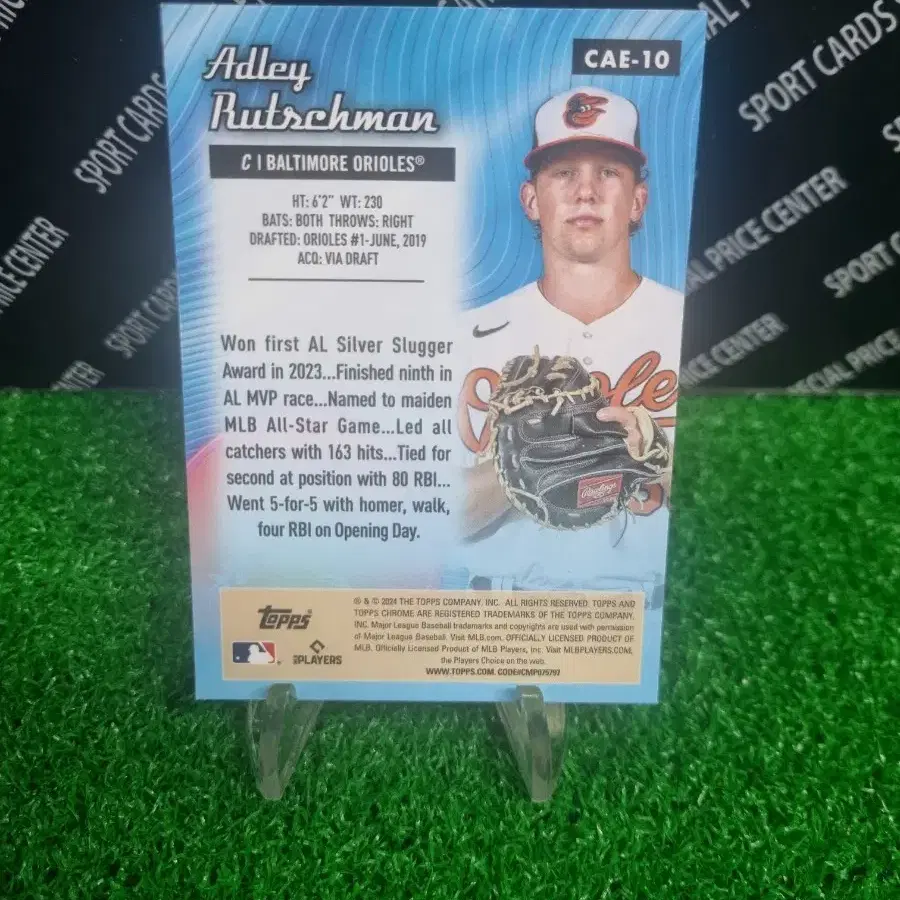 Adley
Rutschman
CAE-10
C | BALTIMORE ORIOLES®
HT: 6'2" WT: 230
BATS: BOTH THROWS: RIGHT
DRAFTED: ORIOLES #1-JUNE, 2019
ACQ: VIA DRAFT
Won first AL Silver Slugger
Award in 2023...Finished ninth in
AL MVP race...Named to maiden
MLB All-Star Game...Led all
catchers with 163 hits...Tied for
second at position with 80 RBI...
Went 5-for-5 with homer, walk,
four RBI on Opening Day.
Orioles
Rawlings
topps
MLB PLAYERS
® & © 2024 THE TOPPS COMPANY, INC. ALL RIGHTS RESERVED. TOPPS AND
TOPPS CHROME ARE REGISTERED TRADEMARKS OF THE TOPPS COMPANY,
INC. Major League Baseball trademarks and copyrights are used with permission
of Major League Baseball. Visit MLB.com. OFFICIALLY LICENSED PRODUCT OF
MLB. Officially Licensed Product of MLB Players, Inc. Visit MLBPLAYERS.COM,
the Players Choice on the web.
WWW.TOPPS.COM. CODE#CMP075797
SPORT CARDS
PRICE CENTER
SPORT CARDS
CENTER
SPECIAL
SPORT CARDS
SPECIAL PRICE CENTER
SPORT
PRICE CENTER
SPECIAL PRICE